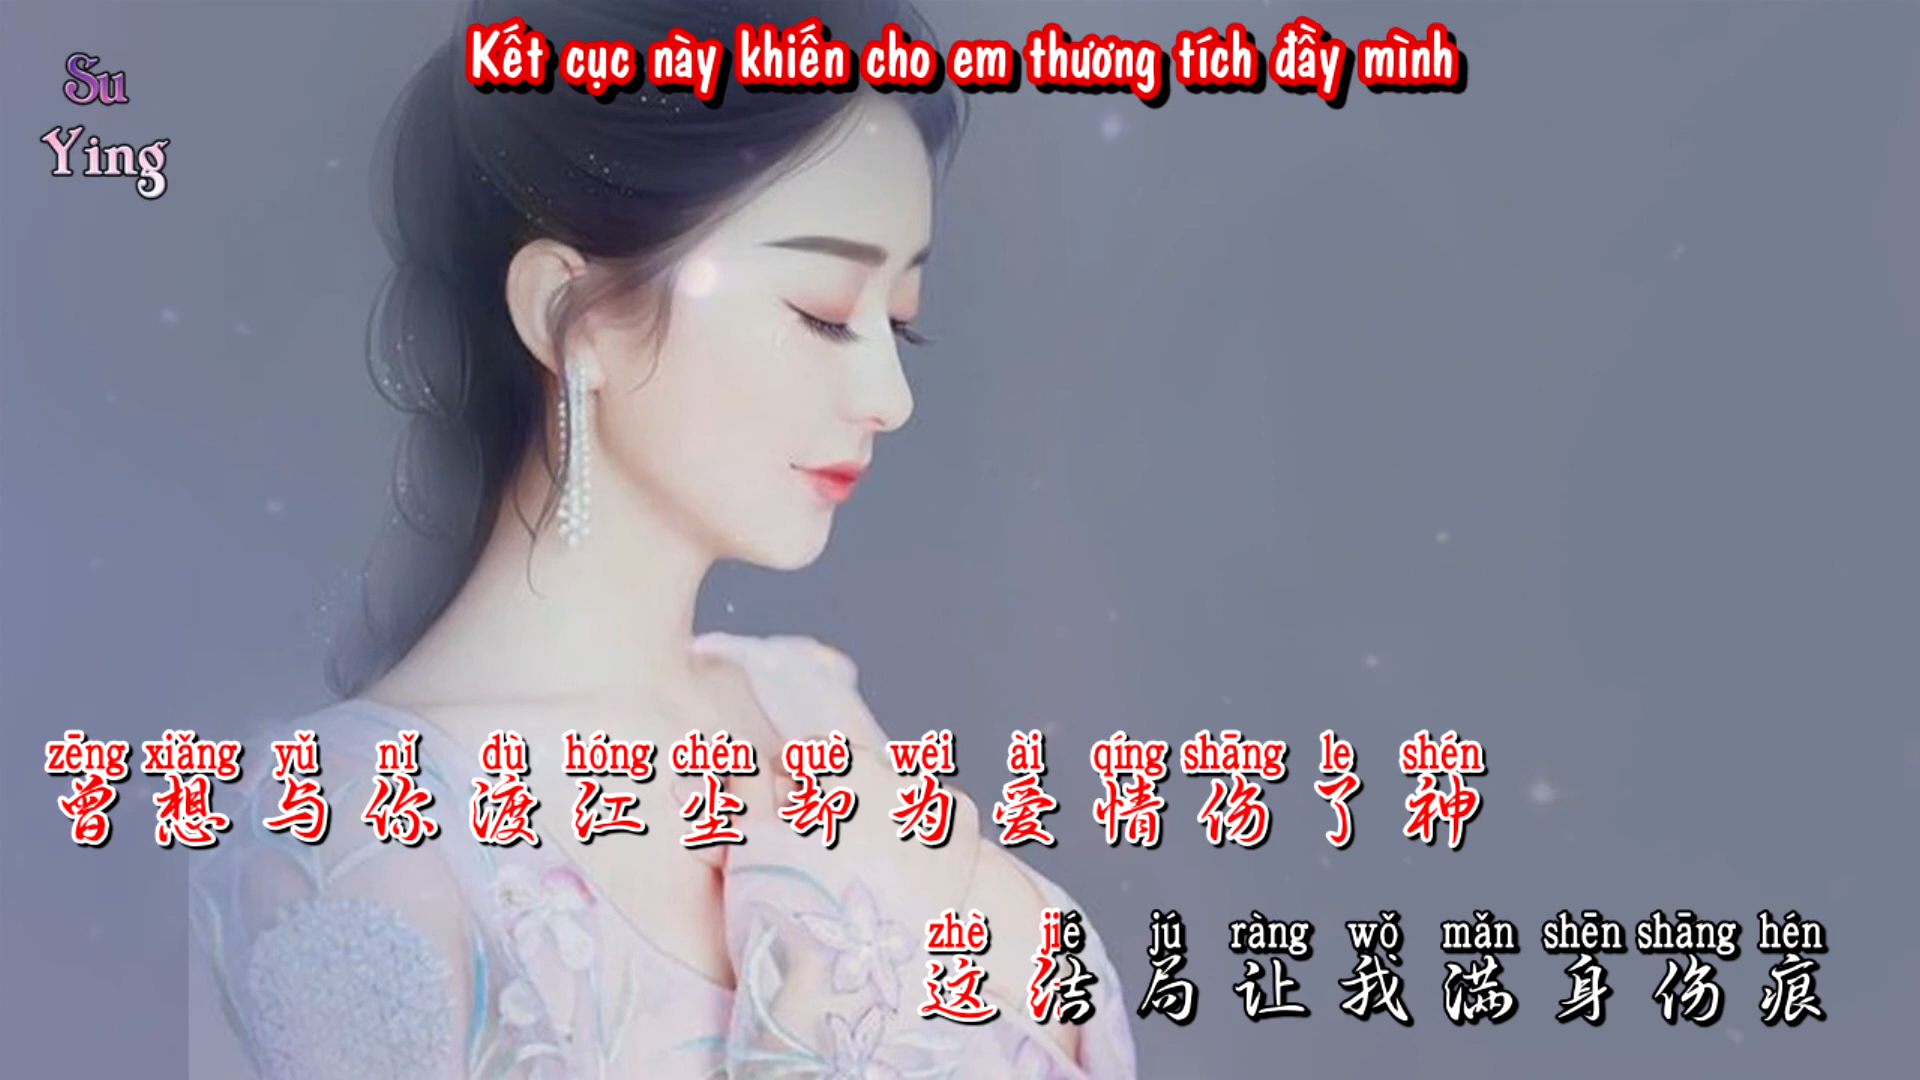 Kết cục này khiến cho em thương tích đầy mình
Su
Ying
zēng xiǎng yǔ nǐ dù hóng chén què wéi ài qíng shāng le shén
曾想与你渡红尘却为爱情伤了神
zhè jié jú ràng wǒ mǎn shēn shāng hén
这结局让我满身伤痕